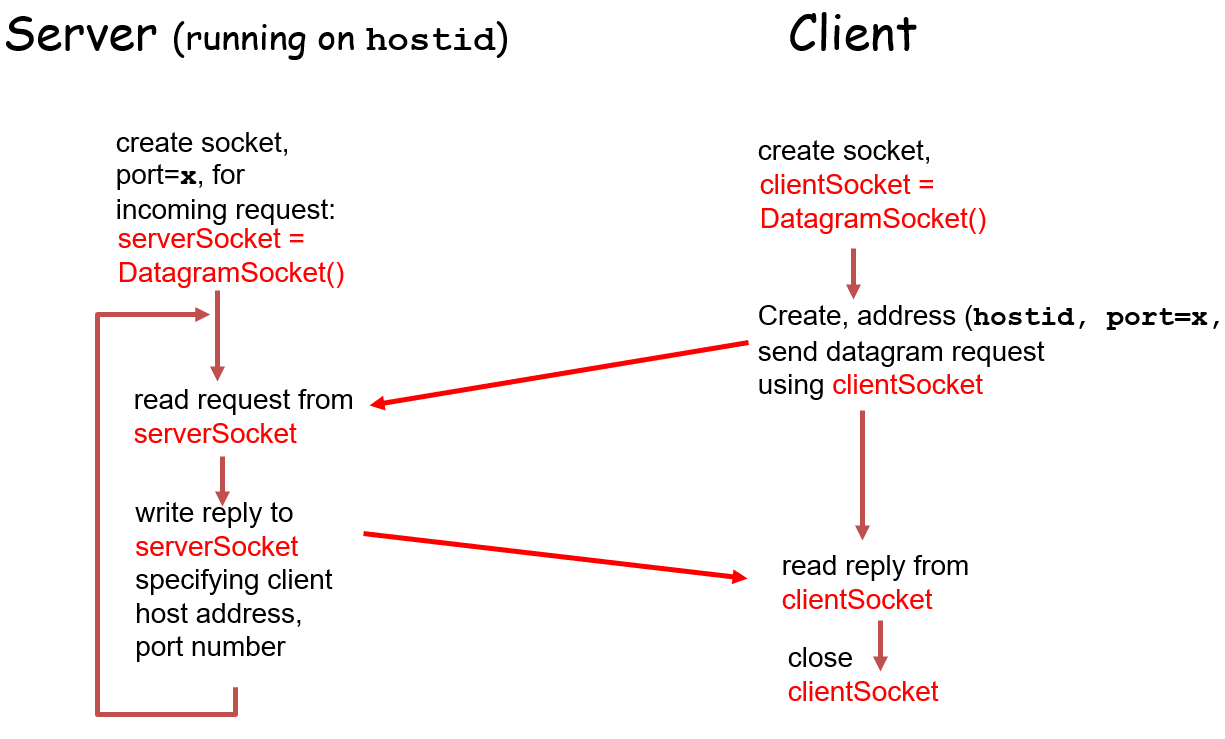 Server (running on hostid)
create socket,
port=x, for
incoming request:
serverSocket =
DatagramSocket()
read request from
serverSocket
write reply to
serverSocket
specifying client
host address,
port number
Client
create socket,
clientSocket =
DatagramSocket()
Create, address (hostid, port=x,
send datagram request
using clientSocket
read reply from
clientSocket
close
clientSocket